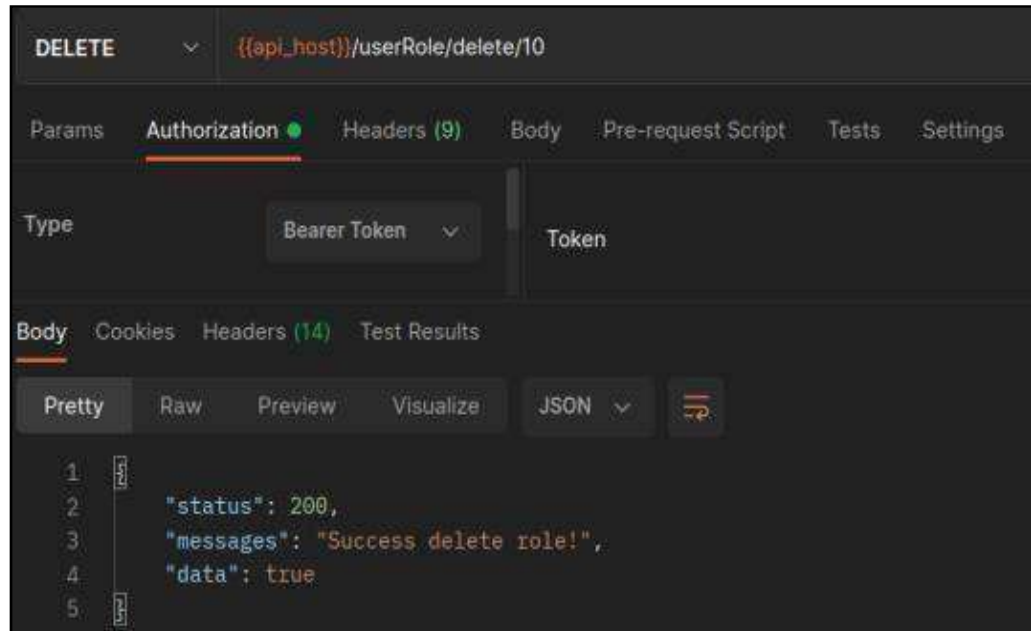 DELETE {{api_host}}/userRole/delete/10
Params Authorization Headers (9) Body Pre-request Script Tests Settings
Type Bearer Token Token
Body Cookies Headers (14) Test Results
Pretty Raw Preview Visualize JSON
1 {
2 "status": 200,
3 "messages": "Success delete role!",
4 "data": true
5 }